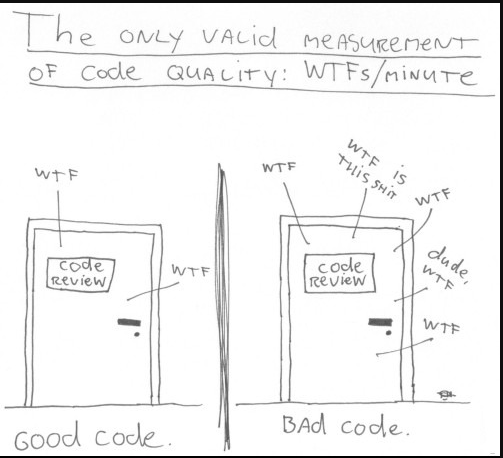 The ONLY VALID MEASUREMENT
OF Code QUALITY: WTFs/MINUTE
WTF
code
REVIEW
WTF
GOOD code.
WTF
WTF IS
THIS SHIT
WTF
code
REVIEW
dude,
WTF
WTF
BAd code.